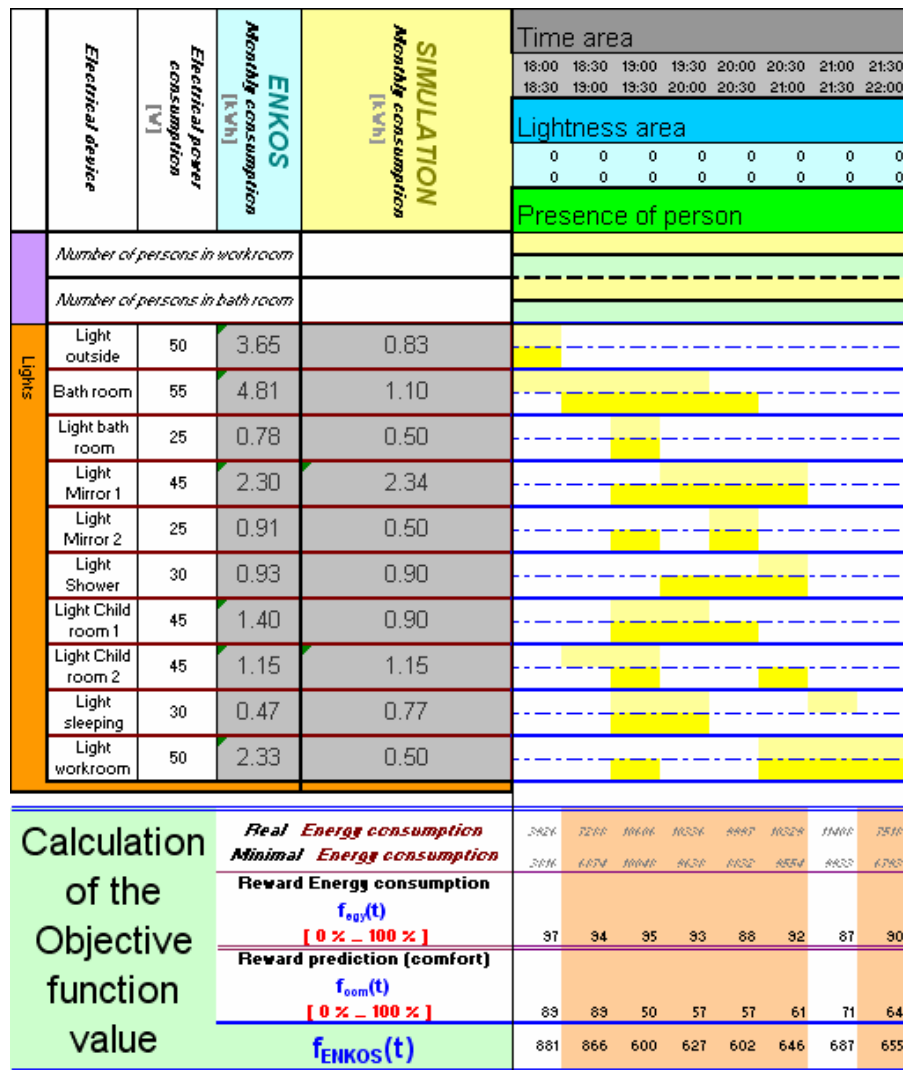 Electrical device
Electrical power
consumption
[W]
ENKOS
Monthly consumption
[kWh]
SIMULATION
Monthly consumption
[kWh]
Time area
18:00 18:30 19:00 19:30 20:00 20:30 21:00 21:30
18:30 19:00 19:30 20:00 20:30 21:00 21:30 22:00
Lightness area
0 0 0 0 0 0 0 0
0 0 0 0 0 0 0 0
Presence of person
Number of persons in workroom
Number of persons in bath room
Lights
Light
outside 50 3.65 0.83
Bath room 55 4.81 1.10
Light bath
room 25 0.78 0.50
Light
Mirror 1 45 2.30 2.34
Light
Mirror 2 25 0.91 0.50
Light
Shower 30 0.93 0.90
Light Child
room 1 45 1.40 0.90
Light Child
room 2 45 1.15 1.15
Light
sleeping 30 0.47 0.77
Light
workroom 50 2.33 0.50
Calculation
of the
Objective
function
value
Real Energy consumption
Minimal Energy consumption
Reward Energy consumption
f egy(t)
[ 0 % _ 100 % ] 97 94 95 93 88 92 87 90
Reward prediction (comfort)
f com(t)
[ 0 % _ 100 % ] 89 89 50 57 57 61 71 64
f ENKOS(t) 881 866 600 627 602 646 687 655